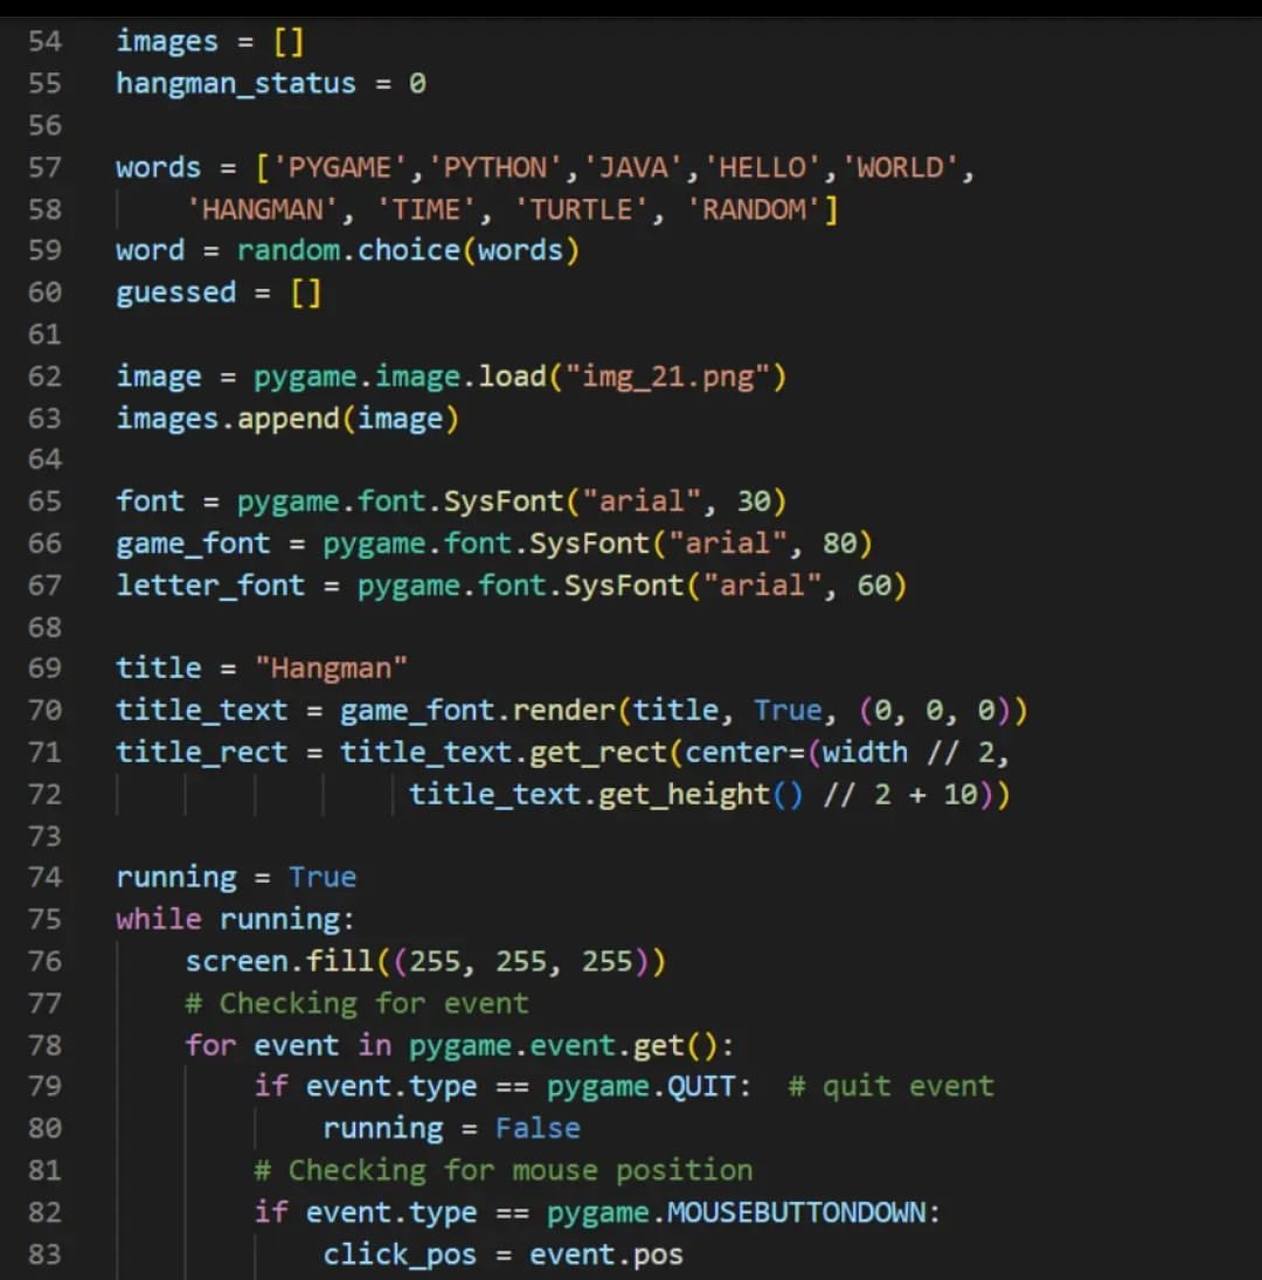 54 images = []
55 hangman_status = 0
56
57 words = ['PYGAME','PYTHON','JAVA','HELLO','WORLD',
58     'HANGMAN', 'TIME', 'TURTLE', 'RANDOM']
59 word = random.choice(words)
60 guessed = []
61
62 image = pygame.image.load("img_21.png")
63 images.append(image)
64
65 font = pygame.font.SysFont("arial", 30)
66 game_font = pygame.font.SysFont("arial", 80)
67 letter_font = pygame.font.SysFont("arial", 60)
68
69 title = "Hangman"
70 title_text = game_font.render(title, True, (0, 0, 0))
71 title_rect = title_text.get_rect(center=(width // 2,
72                  title_text.get_height() // 2 + 10))
73
74 running = True
75 while running:
76     screen.fill((255, 255, 255))
77     # Checking for event
78     for event in pygame.event.get():
79         if event.type == pygame.QUIT:  # quit event
80             running = False
81         # Checking for mouse position
82         if event.type == pygame.MOUSEBUTTONDOWN:
83             click_pos = event.pos